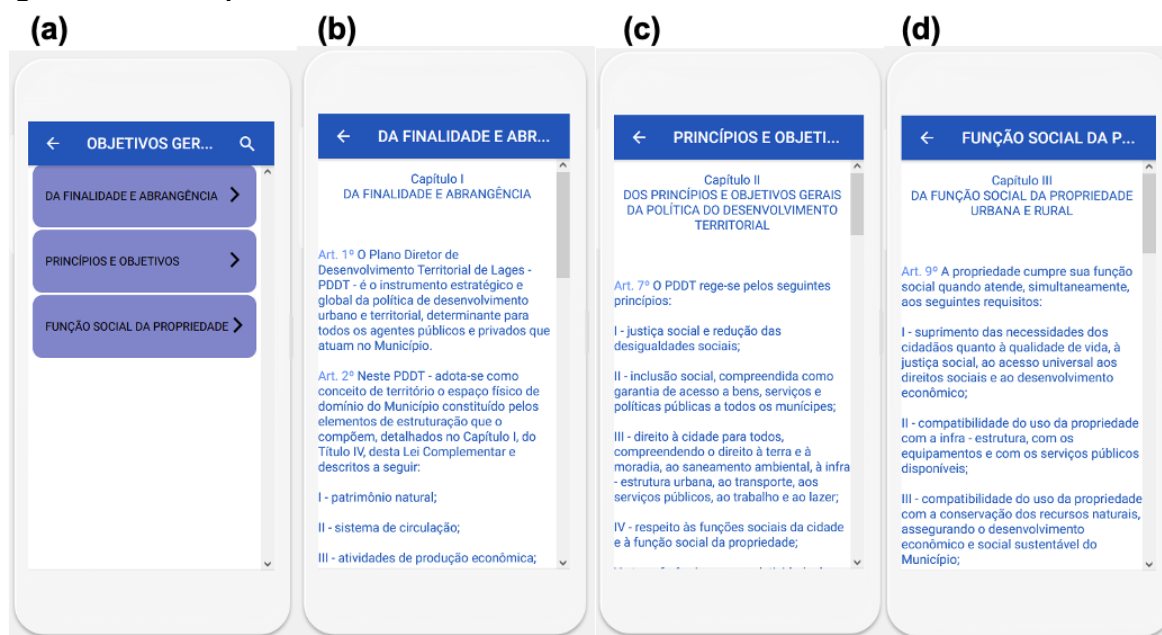 (a)
(b)
(c)
(d)
OBJETIVOS GER...
DA FINALIDADE E ABRANGÊNCIA
PRINCÍPIOS E OBJETIVOS
FUNÇÃO SOCIAL DA PROPRIEDADE
DA FINALIDADE E ABR...
Capítulo I
DA FINALIDADE E ABRANGÊNCIA
Art. 1º O Plano Diretor de
Desenvolvimento Territorial de Lages -
PDDT - é o instrumento estratégico e
global da política de desenvolvimento
urbano e territorial, determinante para
todos os agentes públicos e privados que
atuam no Município.
Art. 2º Neste PDDT - adota-se como
conceito de território o espaço físico de
domínio do Município constituído pelos
elementos de estruturação que o
compõem, detalhados no Capítulo I, do
Título IV, desta Lei Complementar e
descritos a seguir:
I - patrimônio natural;
II - sistema de circulação;
III - atividades de produção econômica;
PRINCÍPIOS E OBJETI...
Capítulo II
DOS PRINCÍPIOS E OBJETIVOS GERAIS
DA POLÍTICA DO DESENVOLVIMENTO
TERRITORIAL
Art. 7º O PDDT rege-se pelos seguintes
princípios:
I - justiça social e redução das
desigualdades sociais;
II - inclusão social, compreendida como
garantia de acesso a bens, serviços e
políticas públicas a todos os munícipes;
III - direito à cidade para todos,
compreendendo o direito à terra e à
moradia, ao saneamento ambiental, à infra
- estrutura urbana, ao transporte, aos
serviços públicos, ao trabalho e ao lazer;
IV - respeito às funções sociais da cidade
e à função social da propriedade;
FUNÇÃO SOCIAL DA P...
Capítulo III
DA FUNÇÃO SOCIAL DA PROPRIEDADE
URBANA E RURAL
Art. 9º A propriedade cumpre sua função
social quando atende, simultaneamente,
aos seguintes requisitos:
I - suprimento das necessidades dos
cidadãos quanto à qualidade de vida, à
justiça social, ao acesso universal aos
direitos sociais e ao desenvolvimento
econômico;
II - compatibilidade do uso da propriedade
com a infra - estrutura, com os
equipamentos e com os serviços públicos
disponíveis;
III - compatibilidade do uso da propriedade
com a conservação dos recursos naturais,
assegurando o desenvolvimento
econômico e social sustentável do
Município;